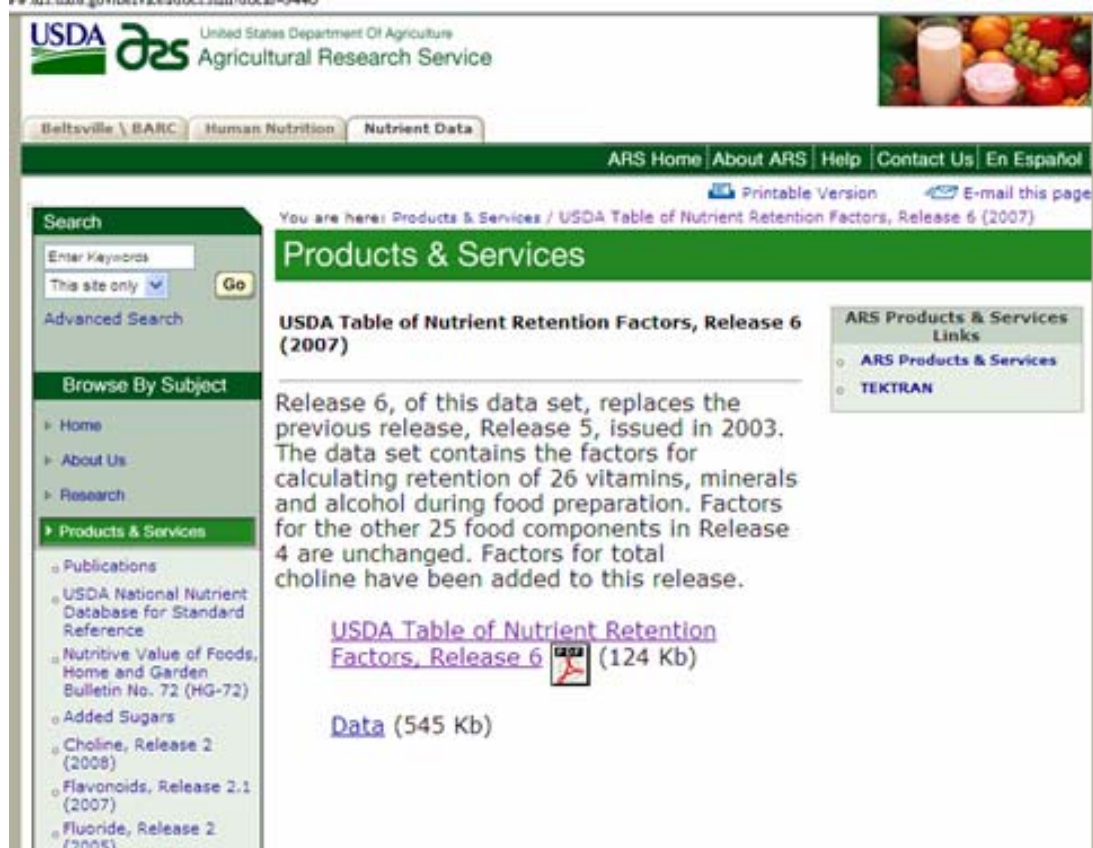 USDA ars United States Department Of Agriculture
Agricultural Research Service
Beltsville \ BARC Human Nutrition Nutrient Data
ARS Home About ARS Help Contact Us En Español
Printable Version E-mail this page
Search
Enter Keywords
This site only Go
Advanced Search
Browse By Subject
Home
About Us
Research
Products & Services
Publications
USDA National Nutrient
Database for Standard
Reference
Nutritive Value of Foods,
Home and Garden
Bulletin No. 72 (HG-72)
Added Sugars
Choline, Release 2
(2008)
Flavonoids, Release 2.1
(2007)
Fluoride, Release 2
(2005)
You are here: Products & Services / USDA Table of Nutrient Retention Factors, Release 6 (2007)
Products & Services
USDA Table of Nutrient Retention Factors, Release 6
(2007)
Release 6, of this data set, replaces the
previous release, Release 5, issued in 2003.
The data set contains the factors for
calculating retention of 26 vitamins, minerals
and alcohol during food preparation. Factors
for the other 25 food components in Release
4 are unchanged. Factors for total
choline have been added to this release.
USDA Table of Nutrient Retention
Factors, Release 6 PDF (124 Kb)
Data (545 Kb)
ARS Products & Services
Links
ARS Products & Services
TEKTRAN